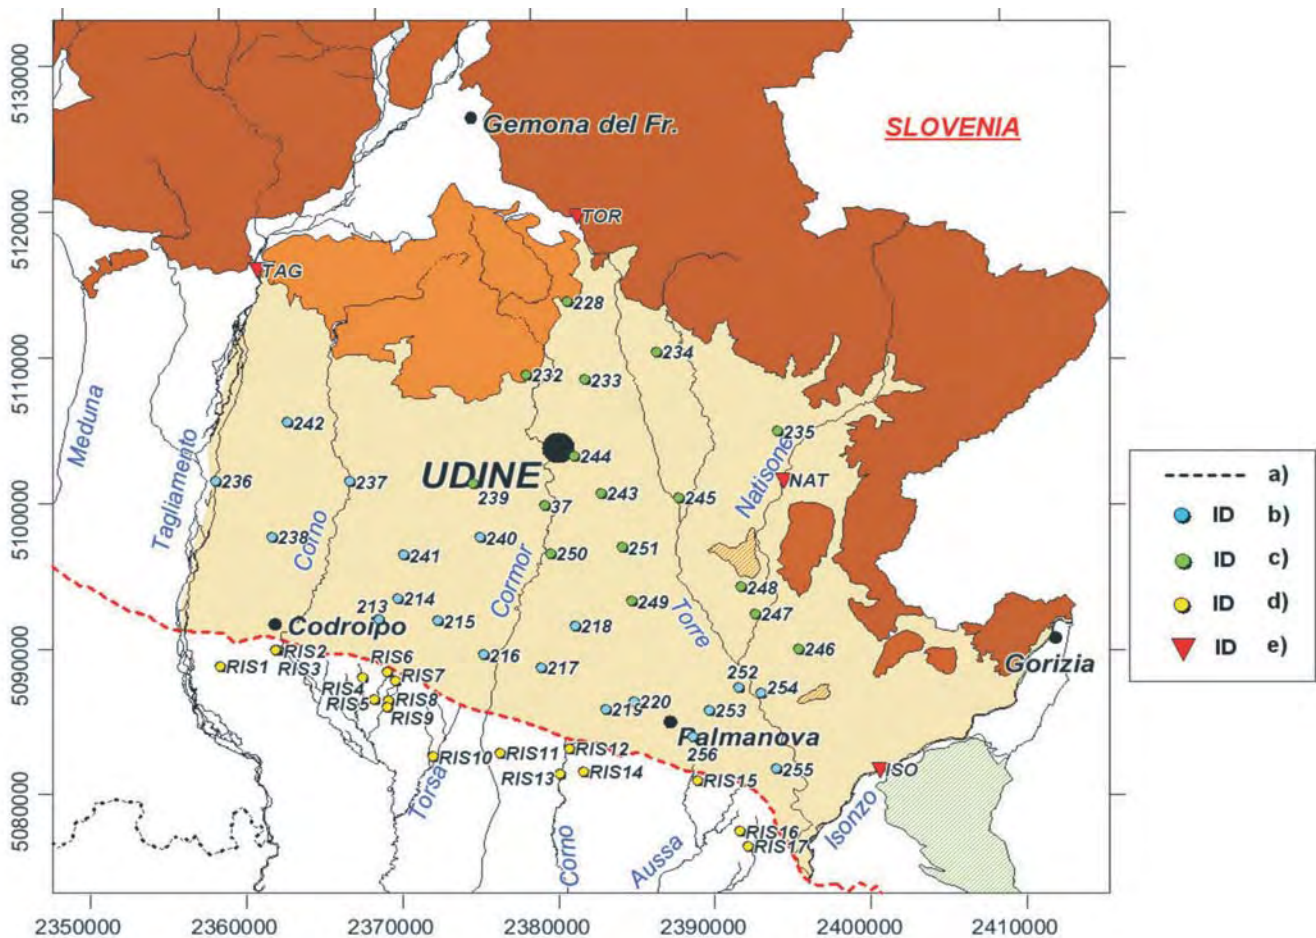 5130000
5120000
5110000
5100000
5090000
5080000
2350000
2360000
2370000
2380000
2390000
2400000
2410000
SLOVENIA
Gemona del Fr.
TOR
TAG
228
234
232
233
242
235
UDINE
244
236
237
239
243
245
NAT
37
238
240
241
250
251
248
249
247
213
214
215
218
246
Codroipo
216
217
252
254
Gorizia
RIS1
RIS2
RIS3
RIS6
RIS7
RIS4
RIS5
RIS8
RIS9
219
220
253
Palmanova
256
255
ISO
RIS10
RIS11
RIS12
RIS13
RIS14
RIS15
RIS16
RIS17
Meduna
Tagliamento
Corno
Cormor
Torre
Natisone
Torsa
Corno
Aussa
Isonzo
a)
ID b)
ID c)
ID d)
ID e)